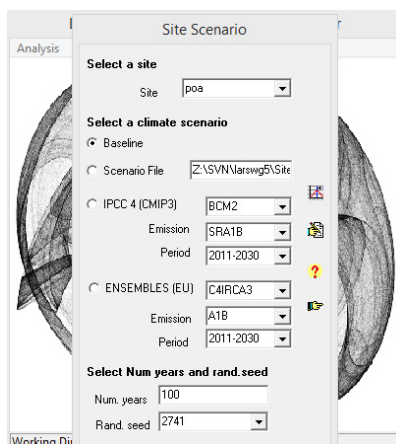 Site Scenario
Analysis
Select a site
Site poa
Select a climate scenario
Baseline
Scenario File Z:\SVN\larswg5\Site
IPCC 4 (CMIP3) BCM2
Emission SRA1B
Period 2011-2030
?
ENSEMBLES (EU) C4IRCA3
Emission A1B
Period 2011-2030
Select Num years and rand.seed
Num. years 100
Rand. seed 2741